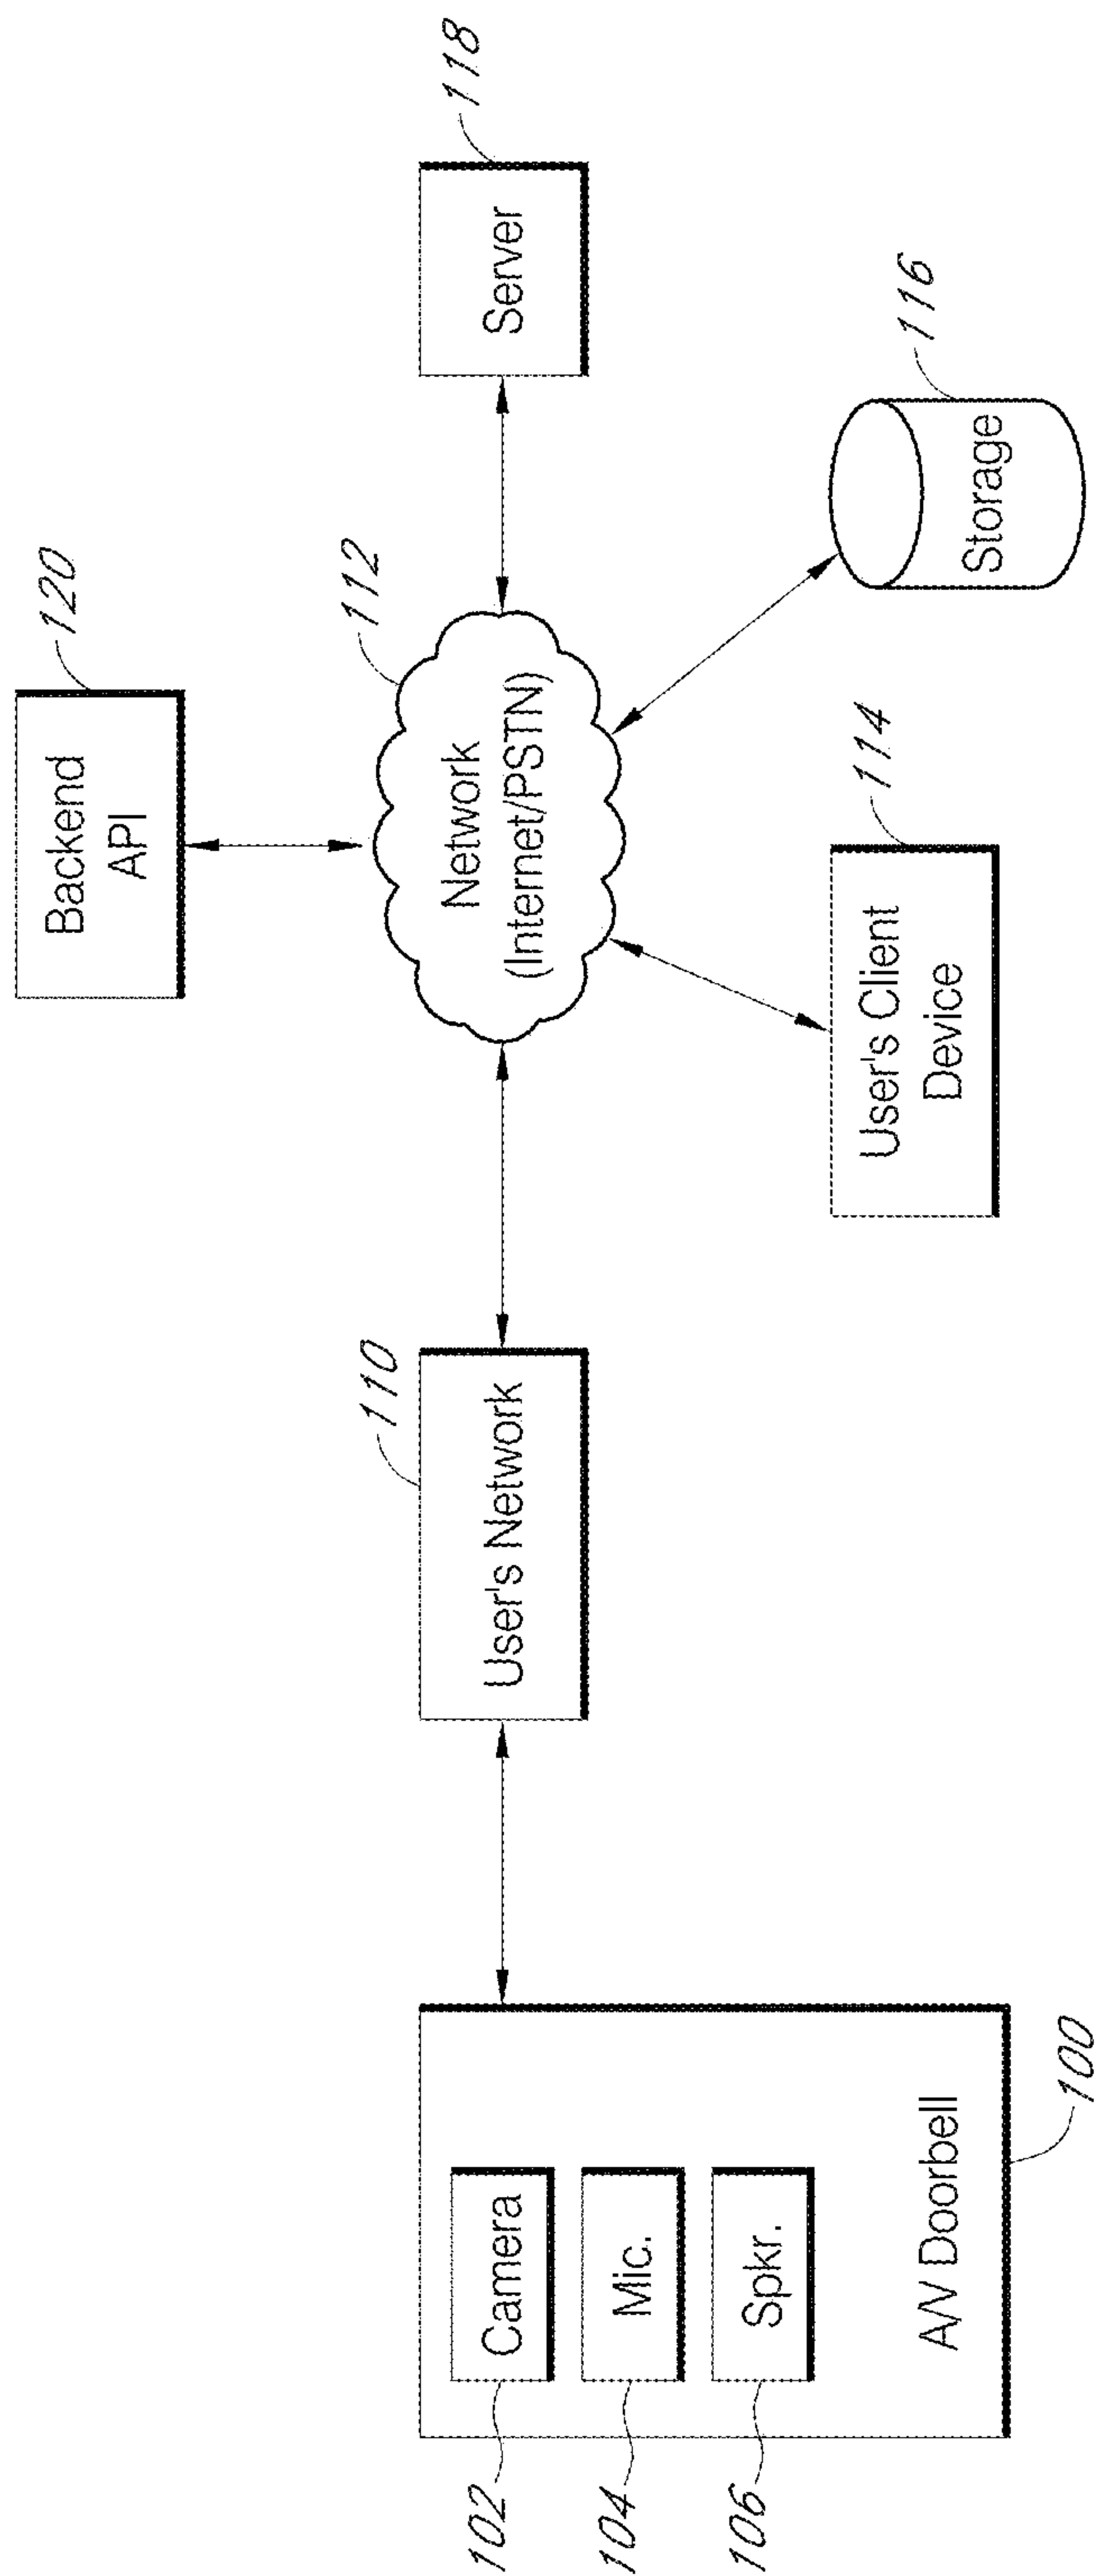 120
Backend
API
112
Network
(Internet/PSTN)
118
Server
110
User's Network
102
Camera
104
Mic.
106
Spkr.
A/V Doorbell
100
114
User's Client
Device
116
Storage